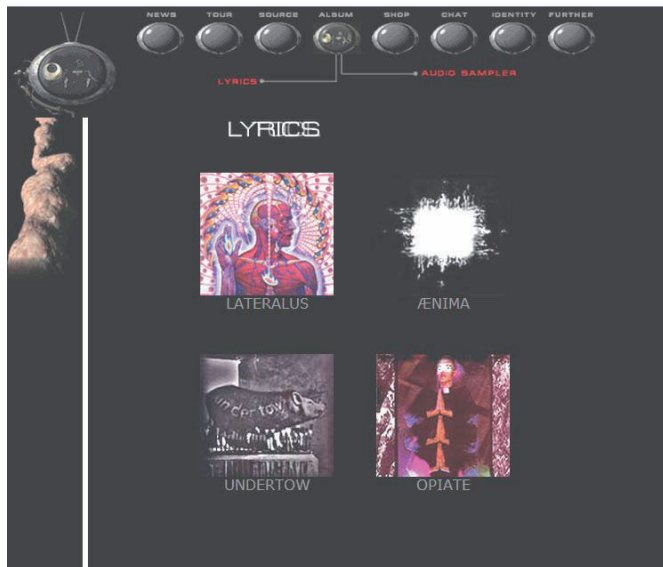 NEWS TOUR SOURCE ALBUM SHOP CHAT IDENTITY FURTHER
LYRICS AUDIO SAMPLER
LYRICS
LATERALUS ÆNIMA
undertow
UNDERTOW OPIATE